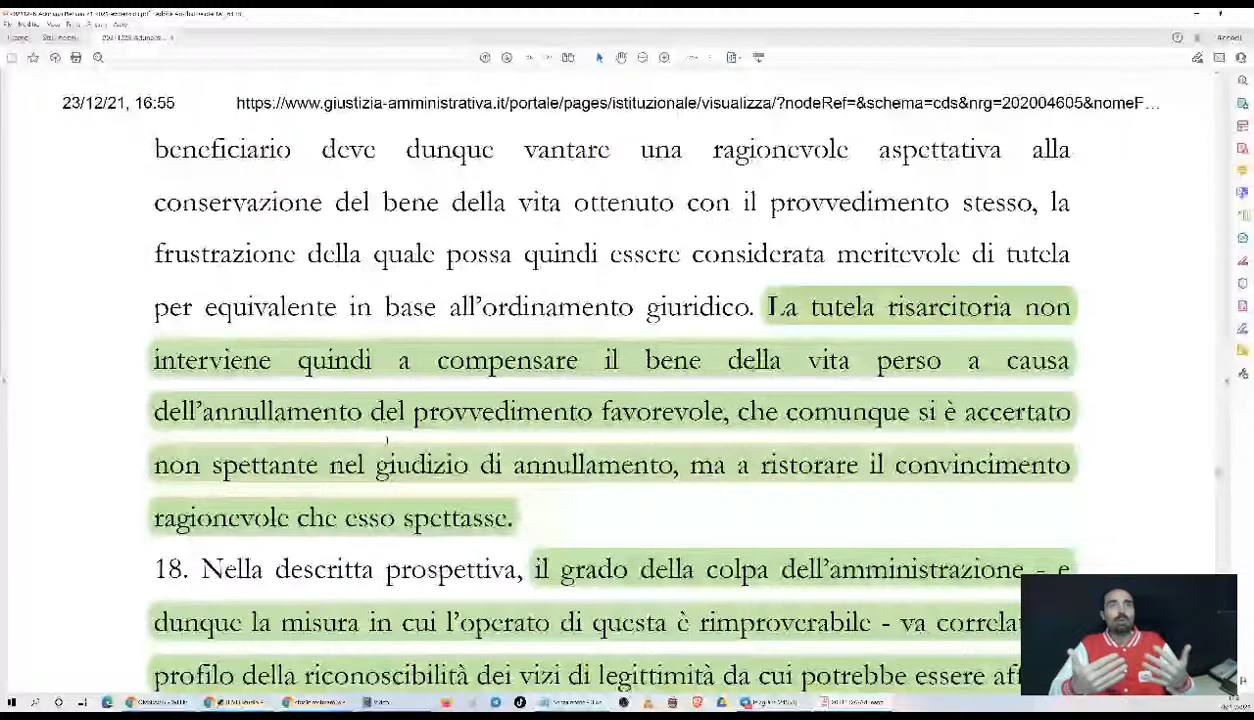 23/12/21, 16:55 https://www.giustizia-amministrativa.it/portale/pages/istituzionale/visualizza/?nodeRef=&schema=cds&nrg=202004605&nomeF…
beneficiario deve dunque vantare una ragionevole aspettativa alla
conservazione del bene della vita ottenuto con il provvedimento stesso, la
frustrazione della quale possa quindi essere considerata meritevole di tutela
per equivalente in base all’ordinamento giuridico. La tutela risarcitoria non
interviene quindi a compensare il bene della vita perso a causa
dell’annullamento del provvedimento favorevole, che comunque si è accertato
non spettante nel giudizio di annullamento, ma a ristorare il convincimento
ragionevole che esso spettasse.
18. Nella descritta prospettiva, il grado della colpa dell’amministrazione - e
dunque la misura in cui l’operato di questa è rimproverabile - va
profilo della riconoscibilità dei vizi di legittimità da cui potrebbe essere